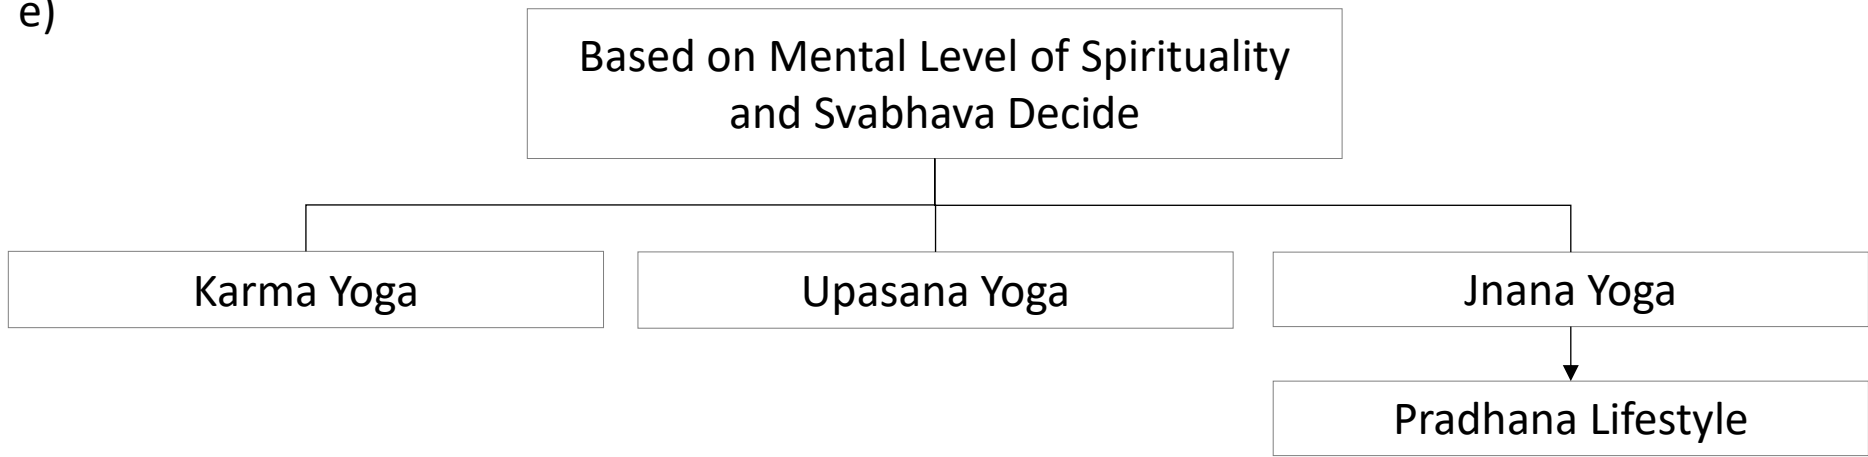 e)
Based on Mental Level of Spirituality
and Svabhava Decide
Karma Yoga
Upasana Yoga
Jnana Yoga
Pradhana Lifestyle